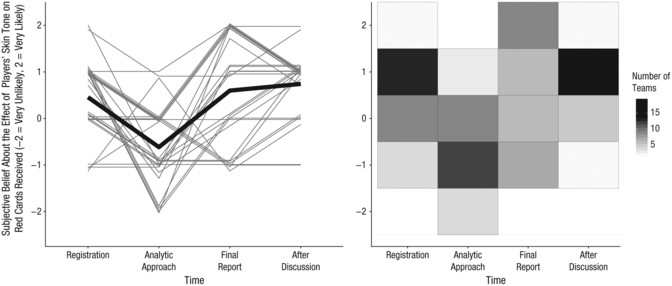 Subjective Belief About the Effect of Players' Skin Tone on
Red Cards Received (−2 = Very Unlikely, 2 = Very Likely)
2
1
0
−1
−2
Registration
Analytic
Approach
Final
Report
After
Discussion
Time
2
1
0
−1
−2
Registration
Analytic
Approach
Final
Report
After
Discussion
Time
Number of
Teams
15
10
5